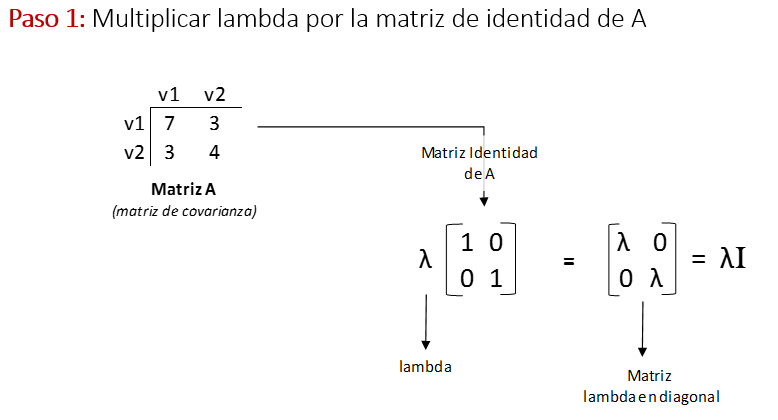 Paso 1: Multiplicar lambda por la matriz de identidad de A
v1 v2
v1 7 3
v2 3 4
Matriz A
(matriz de covarianza)
Matriz Identidad
de A
λ [ 1 0 = [ λ 0 = λI
0 1 ] 0 λ ]
lambda
Matriz
lambda en diagonal